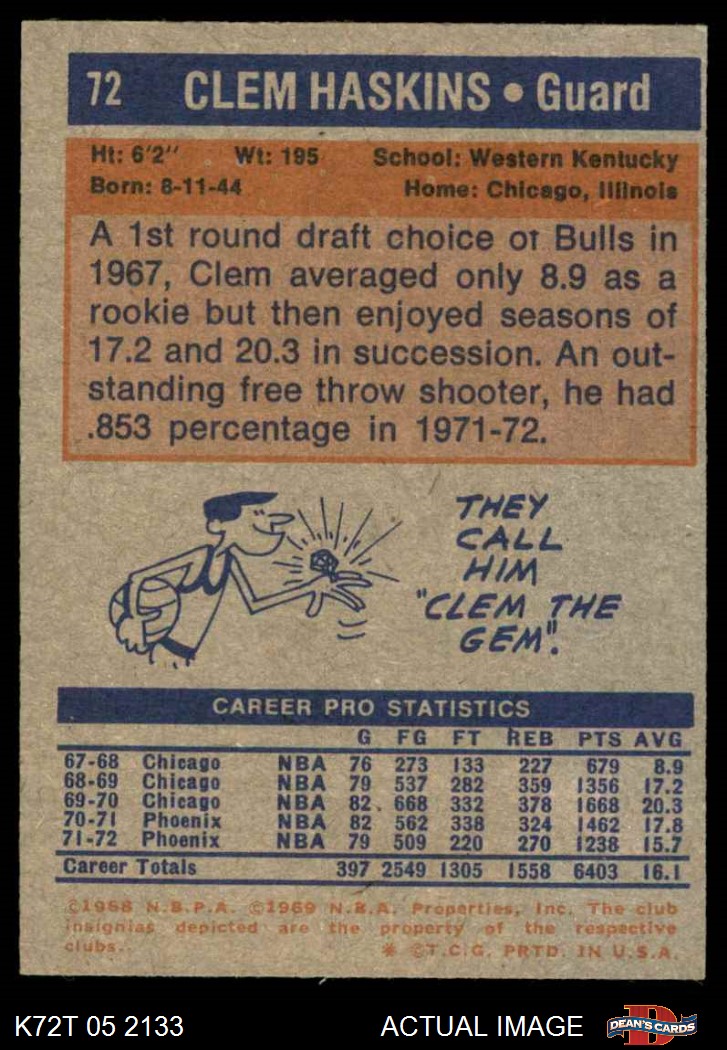 72 CLEM HASKINS • Guard
Ht: 6'2" Wt: 195 School: Western Kentucky
Born: 8-11-44 Home: Chicago, Illinois
A 1st round draft choice of Bulls in
1967, Clem averaged only 8.9 as a
rookie but then enjoyed seasons of
17.2 and 20.3 in succession. An out-
standing free throw shooter, he had
.853 percentage in 1971-72.
THEY
CALL
HIM
"CLEM THE
GEM".
CAREER PRO STATISTICS
G FG FT REB PTS AVG
67-68 Chicago NBA 76 273 133 227 679 8.9
68-69 Chicago NBA 79 537 282 359 1356 17.2
69-70 Chicago NBA 82 668 332 378 1668 20.3
70-71 Phoenix NBA 82 562 338 324 1462 17.8
71-72 Phoenix NBA 79 509 220 270 1238 15.7
Career Totals 397 2549 1305 1558 6403 16.1
©1968 N.B.P.A. ©1969 N.B.A. Properties, Inc. The club
insignias depicted are the property of the respective
clubs. * ©T.C.G. PRTD. IN U.S.A.
K72T 05 2133 ACTUAL IMAGE D DEAN'S CARDS